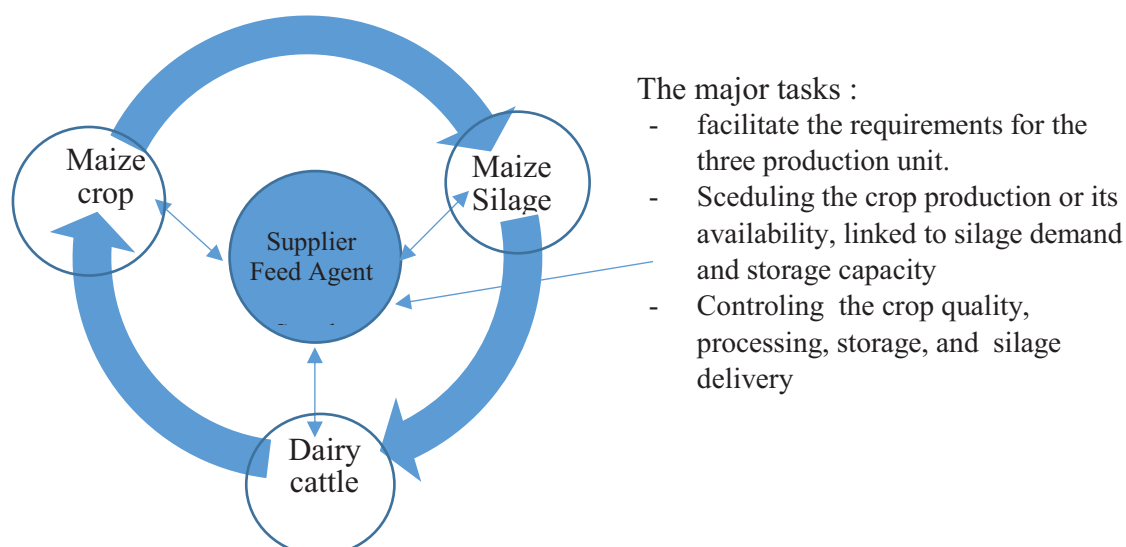 Maize
crop
Maize
Silage
Supplier
Feed Agent
Dairy
cattle
The major tasks :
- facilitate the requirements for the
three production unit.
- Sceduling the crop production or its
availability, linked to silage demand
and storage capacity
- Controling the crop quality,
processing, storage, and silage
delivery